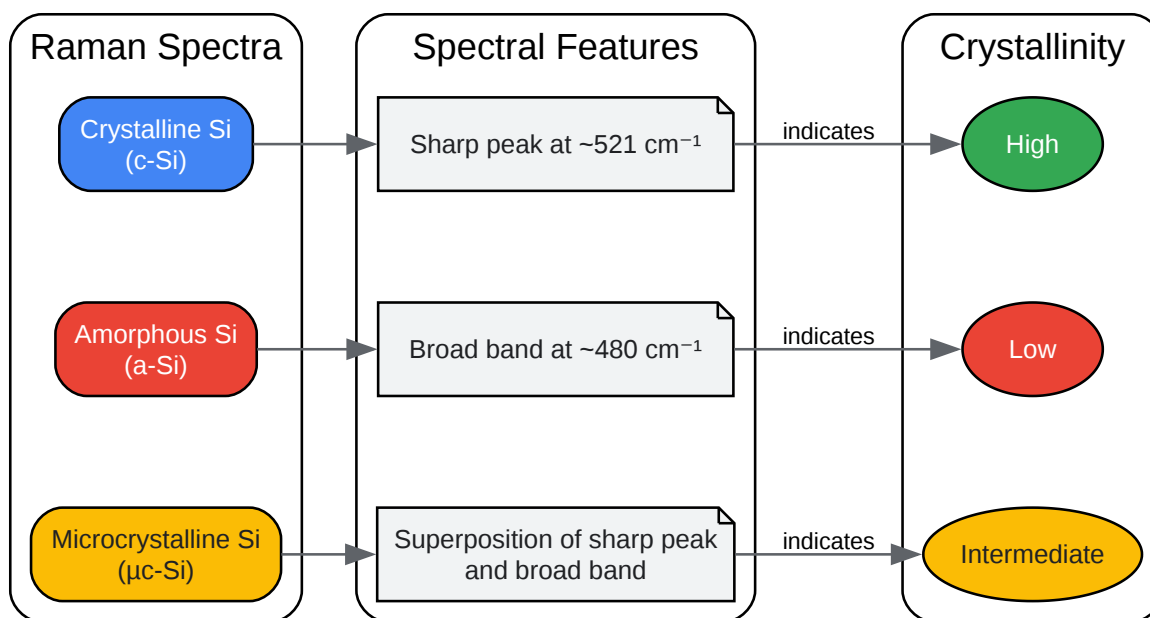 Raman Spectra
Spectral Features
Crystallinity
Crystalline Si
(c-Si)
Sharp peak at ~521 cm⁻¹
indicates
High
Amorphous Si
(a-Si)
Broad band at ~480 cm⁻¹
indicates
Low
Microcrystalline Si
(µc-Si)
Superposition of sharp peak
and broad band
indicates
Intermediate